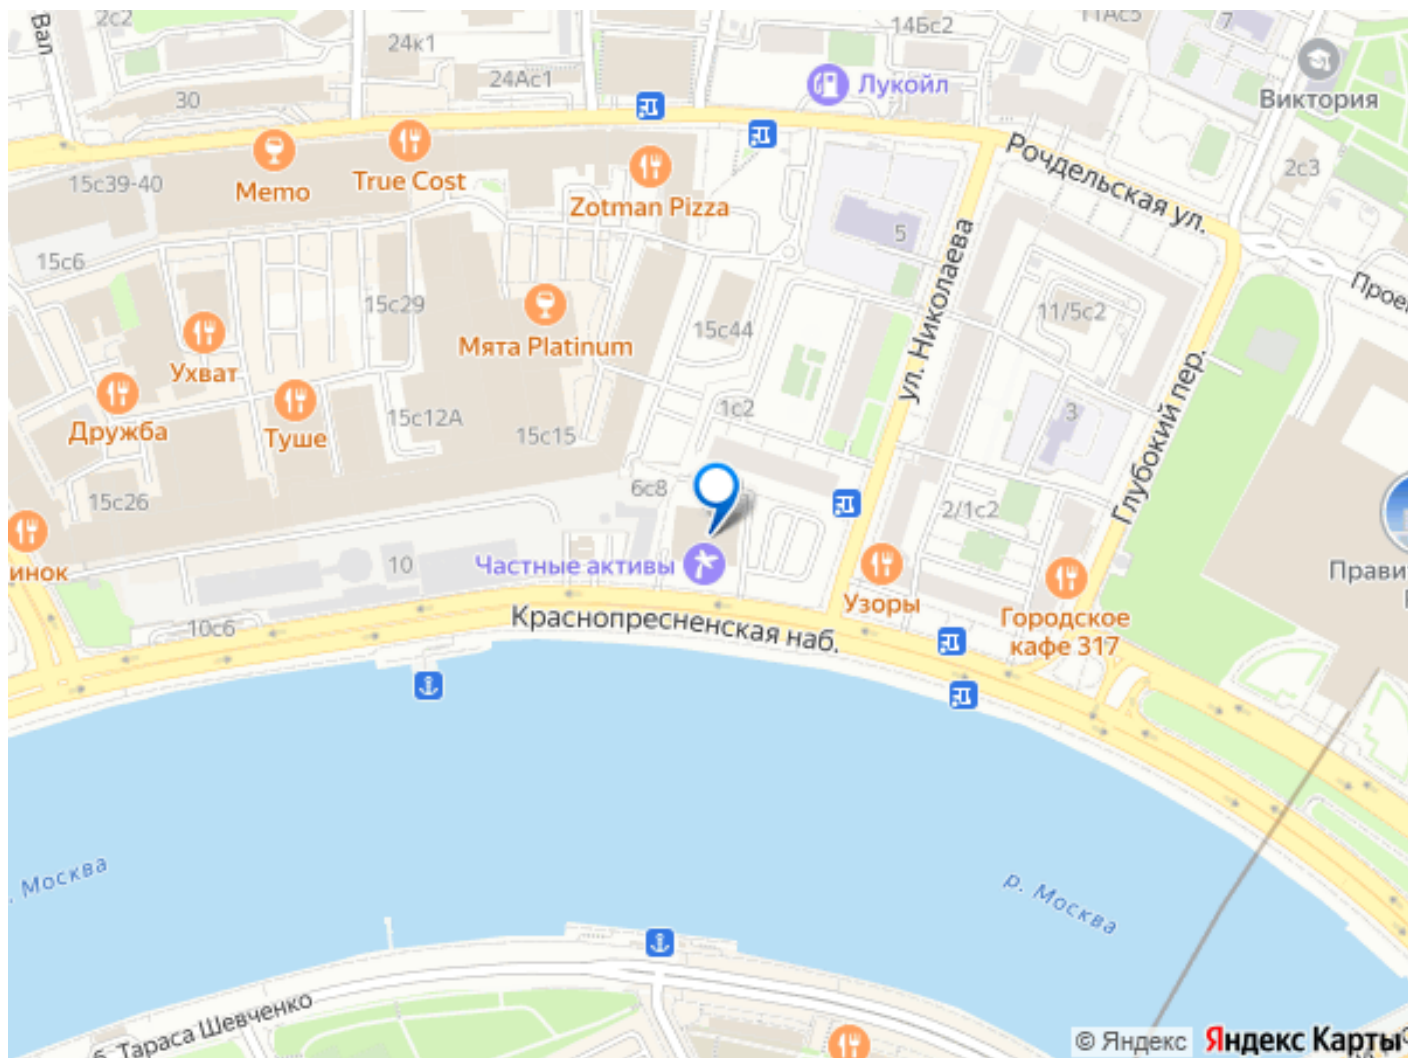 2с2
Вал
24к1
14Бс2
11Ас5
7
24Ас1
Лукойл
30
Виктория
Рочдельская ул.
2с3
15с39-40
Memo
True Cost
Zotman Pizza
5
ул. Николаева
15с6
15с29
15с44
11/5с2
Мята Platinum
Ухват
Глубокий пер.
Дружба
Туше
15с12А
15с15
1с2
3
15с26
6с8
2/1с2
инок
10
Частные активы
Узоры
Городское
кафе 317
10с6
Краснопресненская наб.
Москва
р. Москва
Тараса Шевченко
© Яндекс
Яндекс Карты